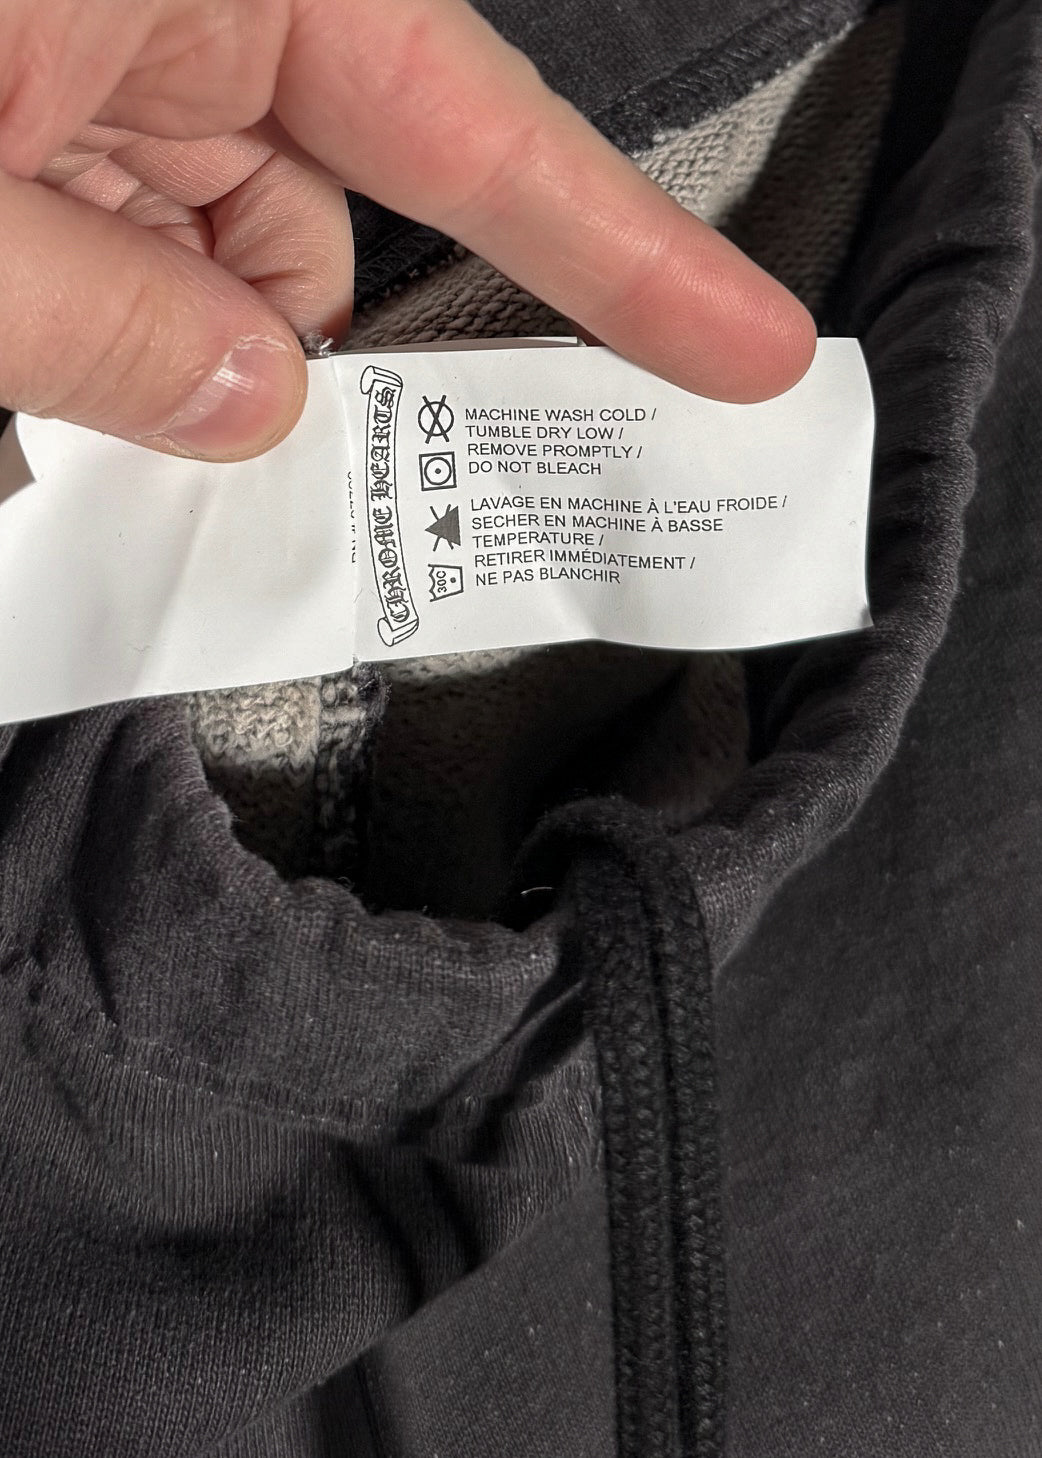 CHROME HEARTS
MACHINE WASH COLD /
TUMBLE DRY LOW /
REMOVE PROMPTLY /
DO NOT BLEACH
LAVAGE EN MACHINE À L'EAU FROIDE /
SECHER EN MACHINE À BASSE
TEMPERATURE /
RETIRER IMMÉDIATEMENT /
NE PAS BLANCHIR
30C